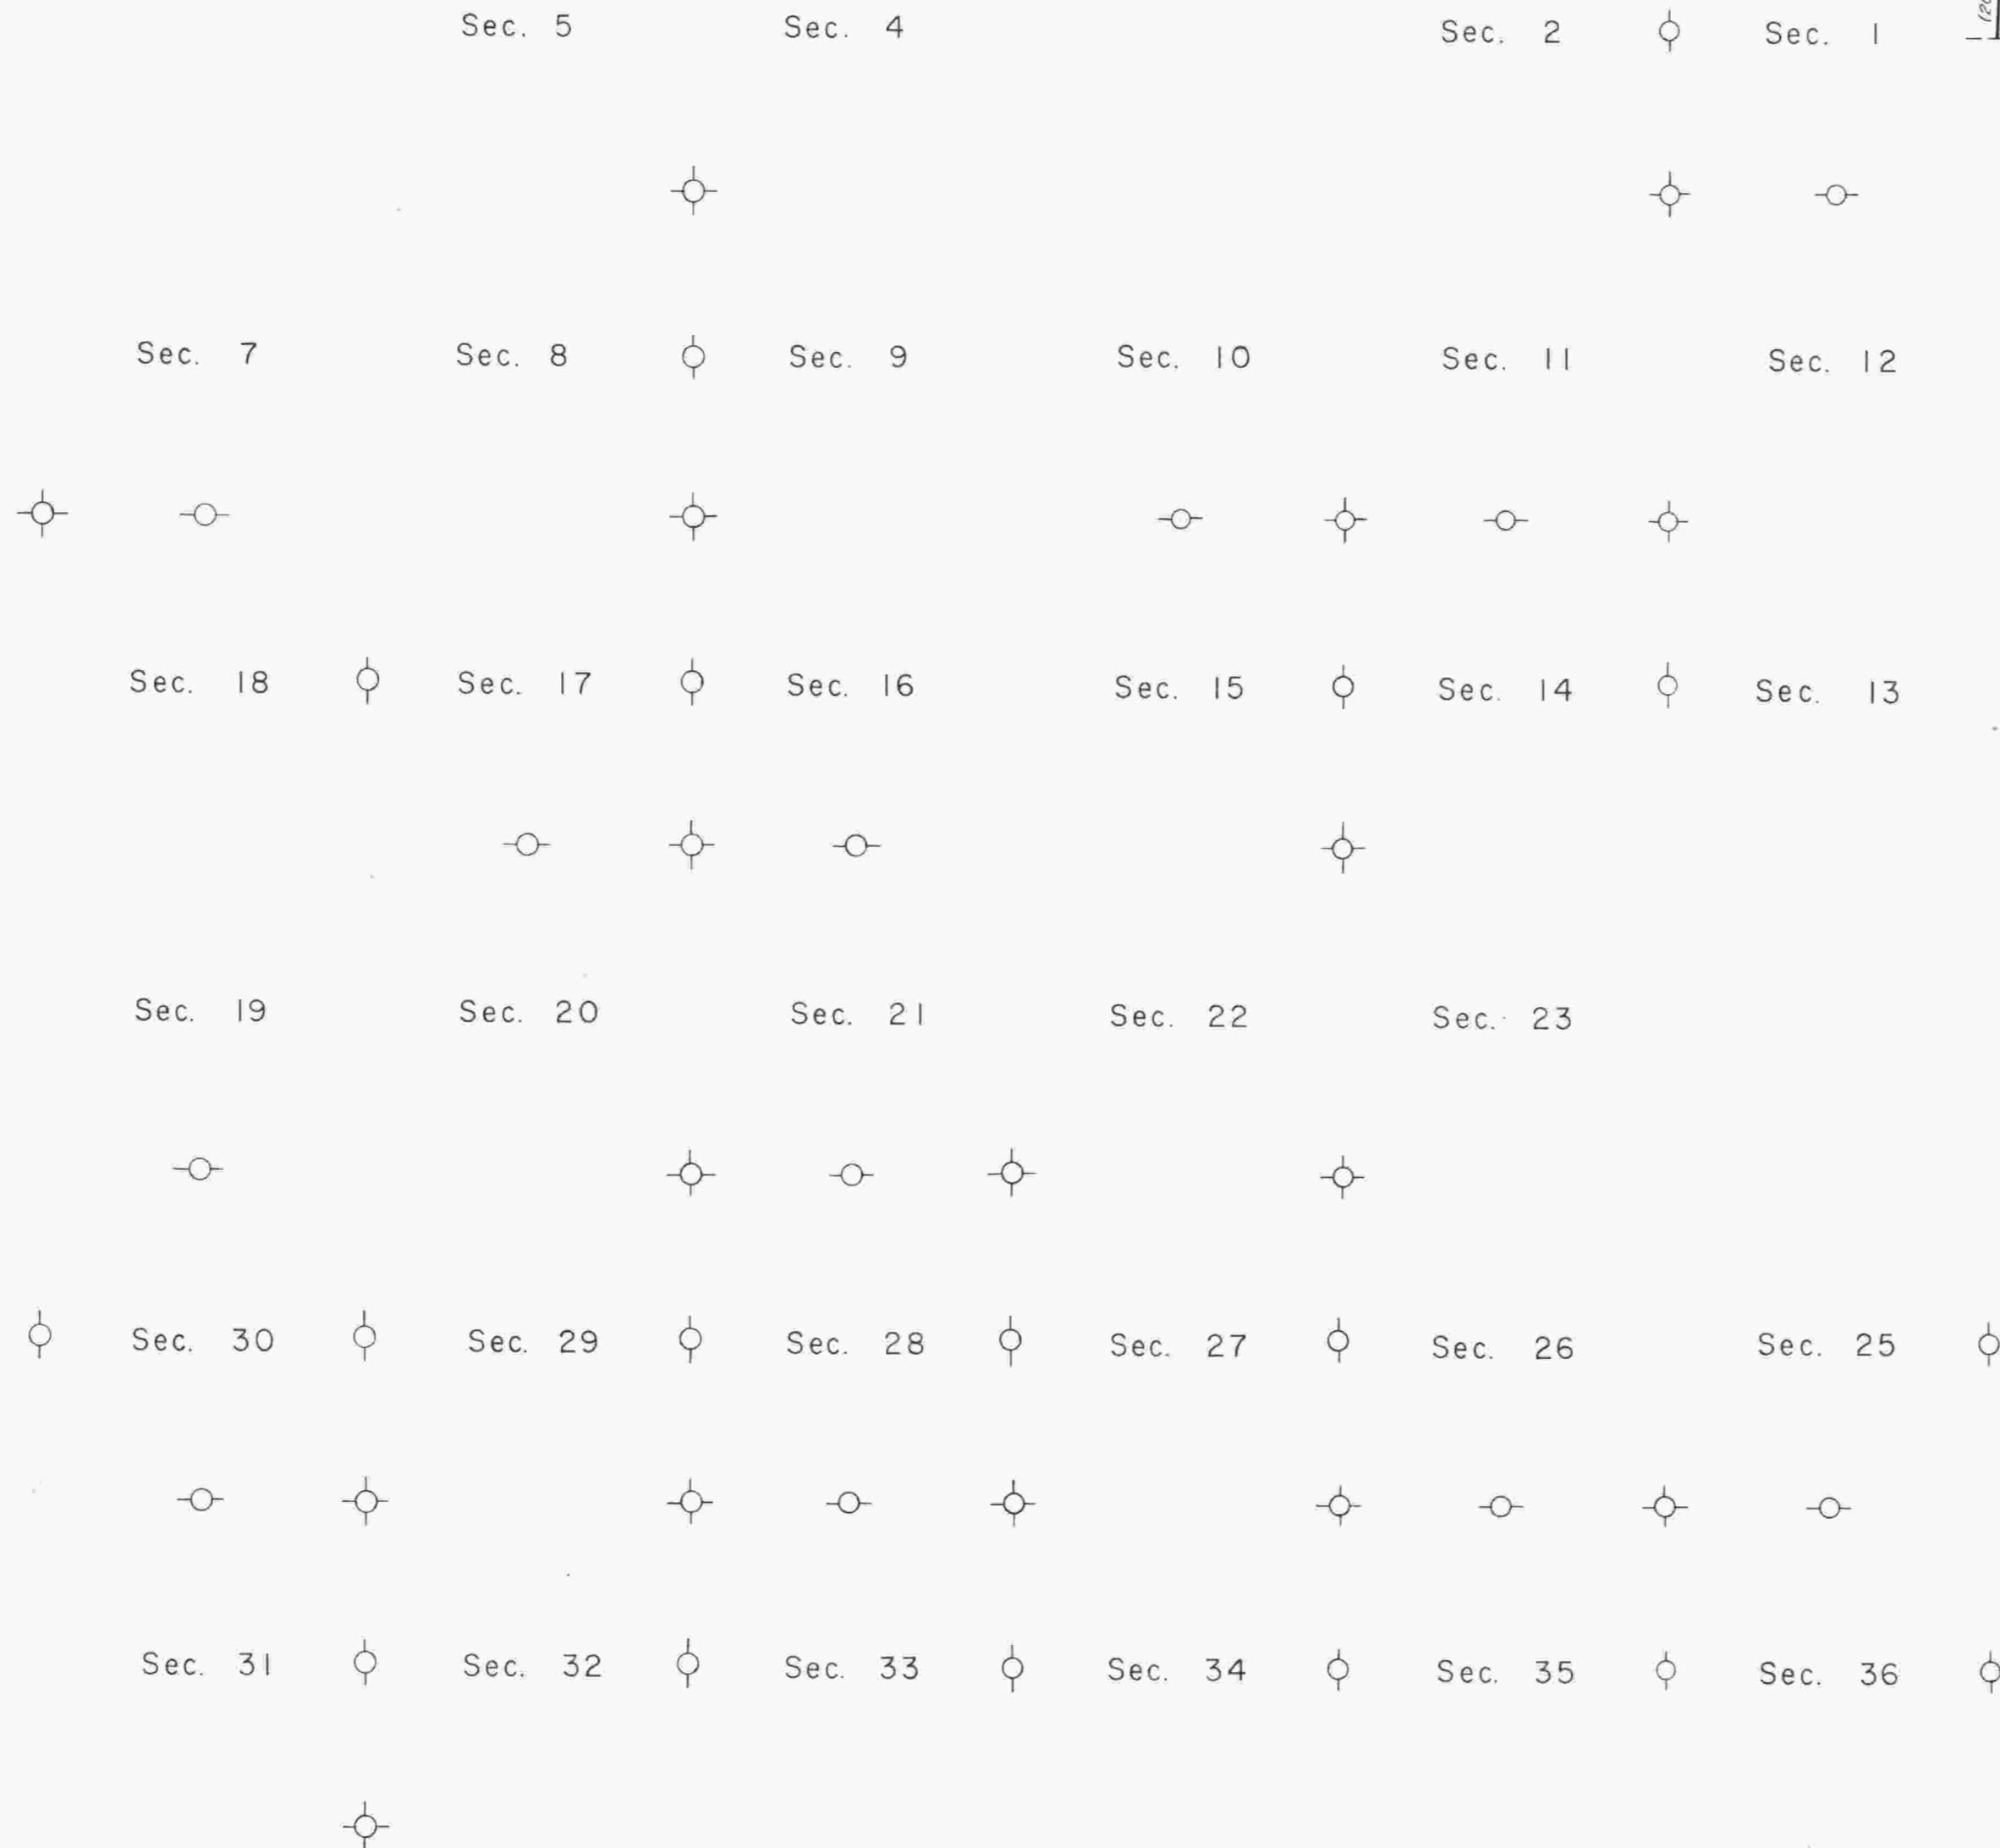 Sec. 5 Sec. 4 Sec. 2 Sec. 1
Sec. 7 Sec. 8 Sec. 9 Sec. 10 Sec. 11 Sec. 12
Sec. 18 Sec. 17 Sec. 16 Sec. 15 Sec. 14 Sec. 13
Sec. 19 Sec. 20 Sec. 21 Sec. 22 Sec. 23
Sec. 30 Sec. 29 Sec. 28 Sec. 27 Sec. 26 Sec. 25
Sec. 31 Sec. 32 Sec. 33 Sec. 34 Sec. 35 Sec. 36